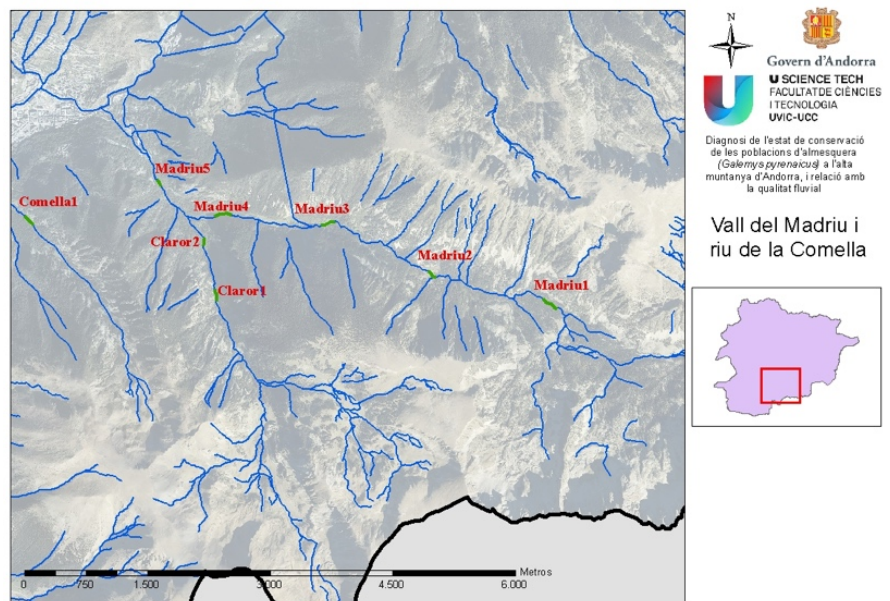 N
Govern d'Andorra
U SCIENCE TECH
FACULTAT DE CIÈNCIES
I TECNOLOGIA
UVIC-UCC
Diagnosi de l'estat de conservació
de les poblacions d'almesquera
(Galemys pyrenaicus) a l'alta
muntanya d'Andorra, i relació amb
la qualitat fluvial
Vall del Madriu i
riu de la Comella
Madriu5
Comella1
Madriu4
Madriu3
Claror2
Madriu2
Claror1
Madriu1
Metros
0 750 1.500 3.000 4.500 6.000